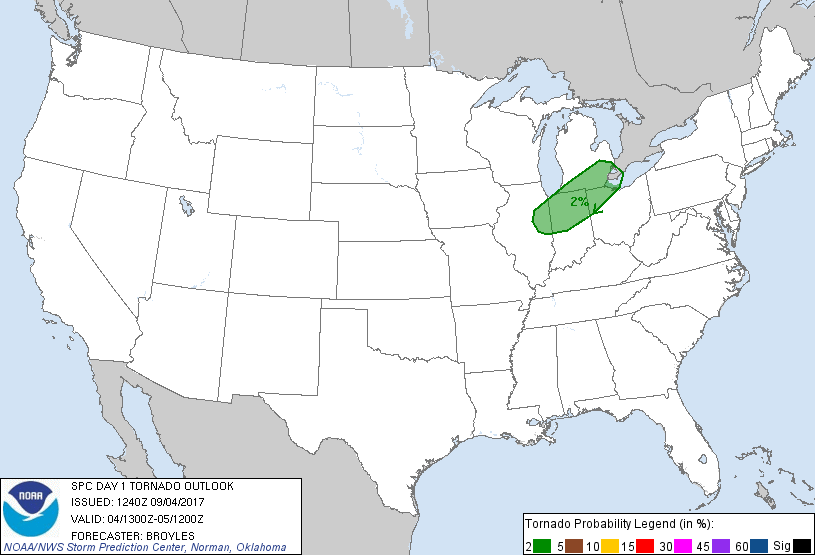 2%
NOAA
SPC DAY 1 TORNADO OUTLOOK
ISSUED: 1240Z 09/04/2017
VALID: 04/1300Z-05/1200Z
FORECASTER: BROYLES
NOAA/NWS Storm Prediction Center, Norman, Oklahoma
Tornado Probability Legend (in %):
2 5 10 15 30 45 60 Sig